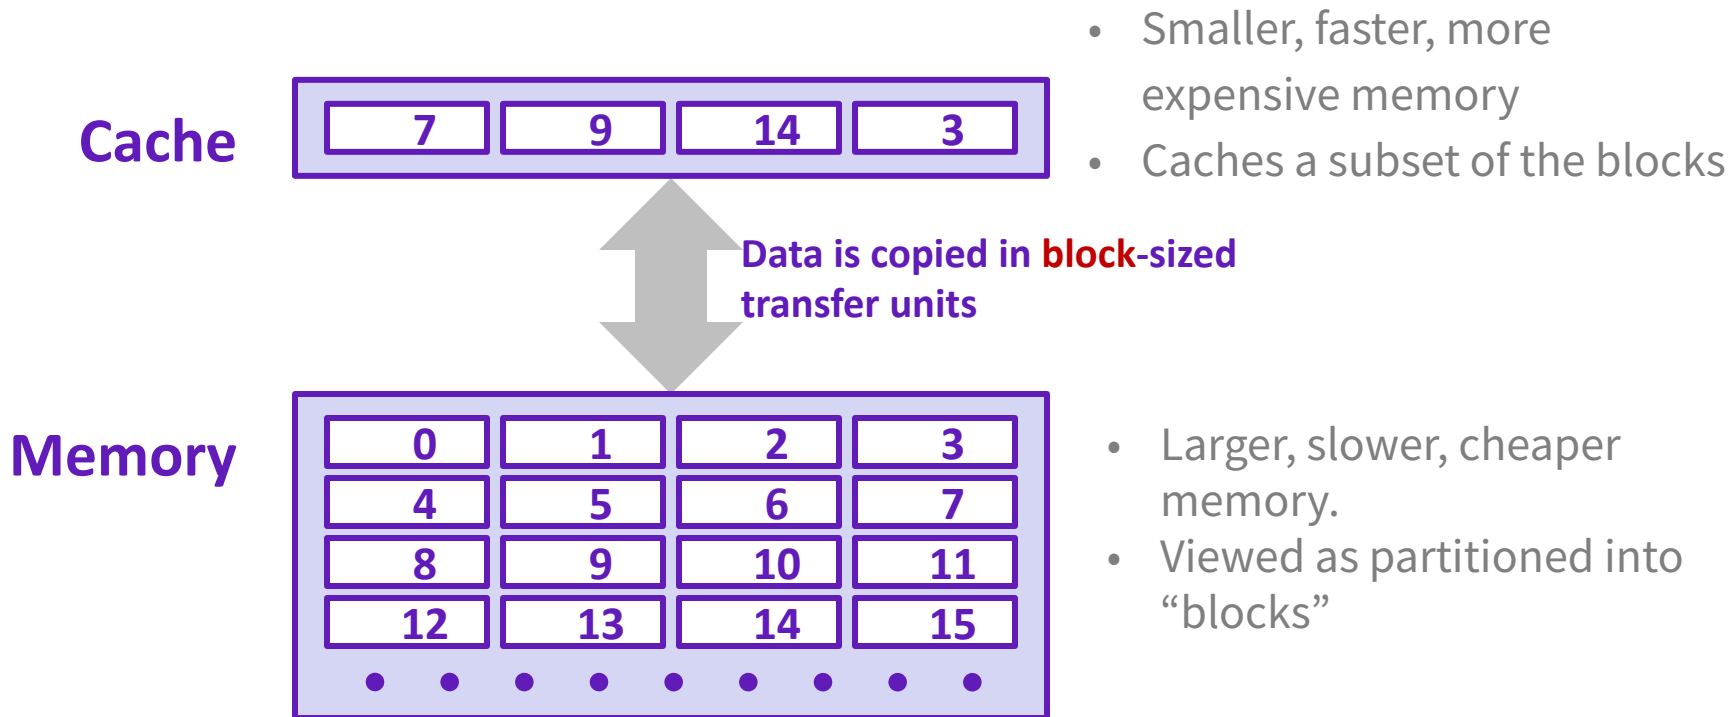 • Smaller, faster, more
expensive memory
• Caches a subset of the blocks
Cache
7 9 14 3
Data is copied in block-sized
transfer units
Memory
0 1 2 3
4 5 6 7
8 9 10 11
12 13 14 15
• Larger, slower, cheaper
memory.
• Viewed as partitioned into
“blocks”